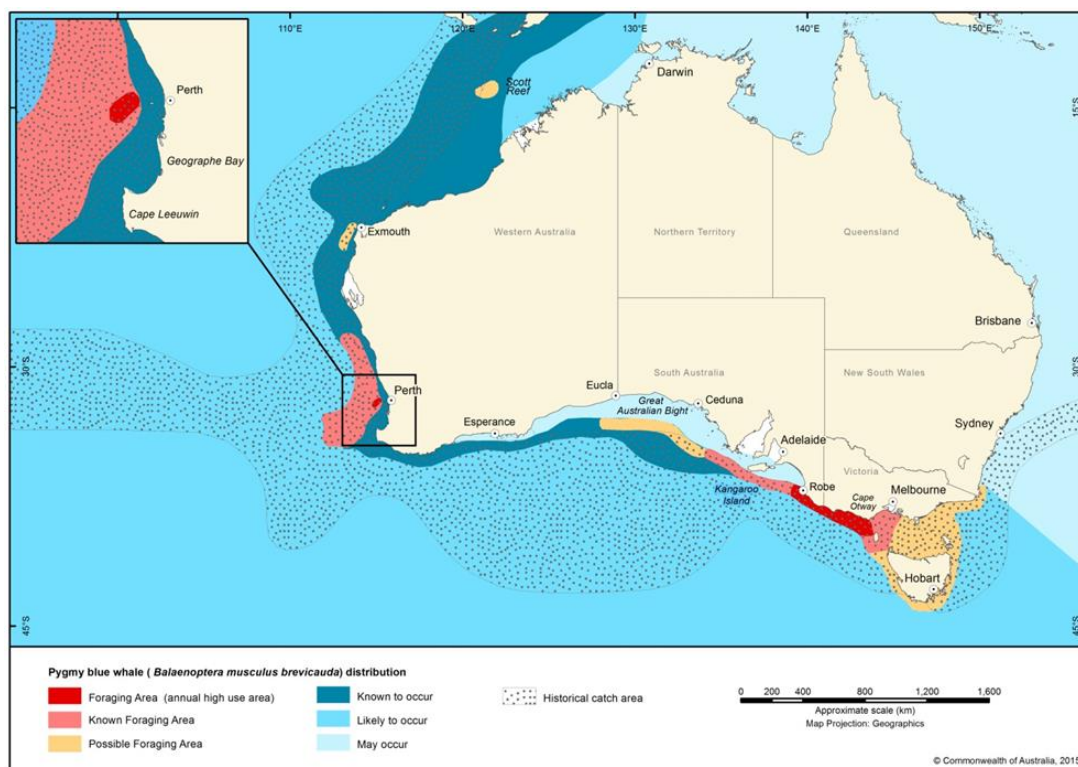 110°E
120°E
130°E
140°E
150°E
Perth
Geographe Bay
Cape Leeuwin
Scott
Reef
Darwin
15°S
Exmouth
Western Australia
Northern Territory
Queensland
Brisbane
30°S
30°S
Perth
Esperance
Eucla
South Australia
Great
Australian Bight
Ceduna
New South Wales
Sydney
Adelaide
Victoria
Kangaroo
Island
Robe
Cape
Otway
Melbourne
Hobart
45°S
45°S
Pygmy blue whale ( Balaenoptera musculus brevicauda) distribution
Foraging Area (annual high use area)
Known Foraging Area
Possible Foraging Area
Known to occur
Likely to occur
May occur
Historical catch area
0 200 400 800 1,200 1,600
Approximate scale (km)
Map Projection: Geographics
© Commonwealth of Australia, 2015